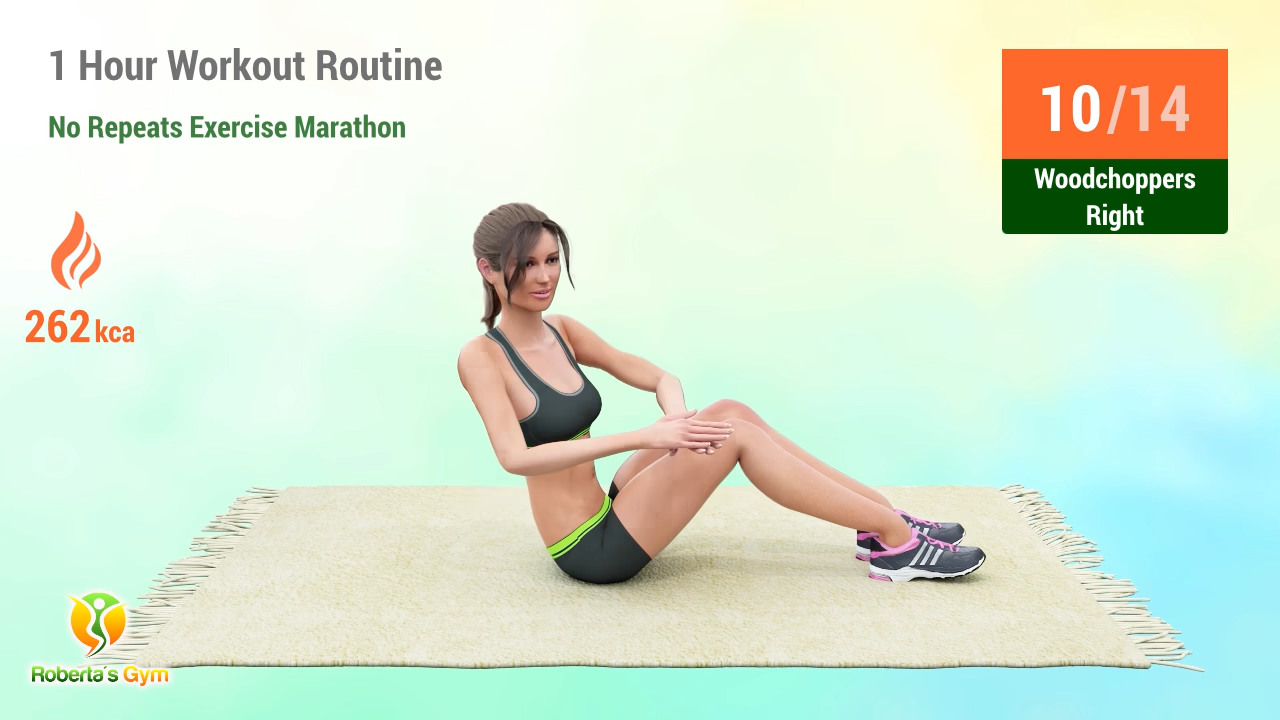 1 Hour Workout Routine
No Repeats Exercise Marathon
10/14
Woodchoppers
Right
262 kca
Roberta's Gym